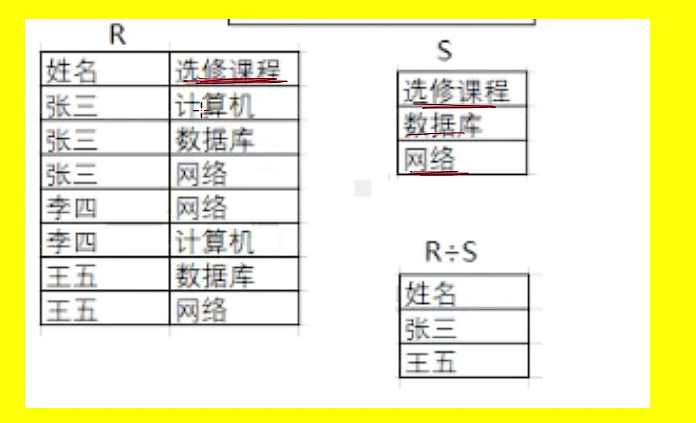 R
姓名 选修课程
张三 计算机
张三 数据库
张三 网络
李四 网络
李四 计算机
王五 数据库
王五 网络
S
选修课程
数据库
网络
R÷S
姓名
张三
王五